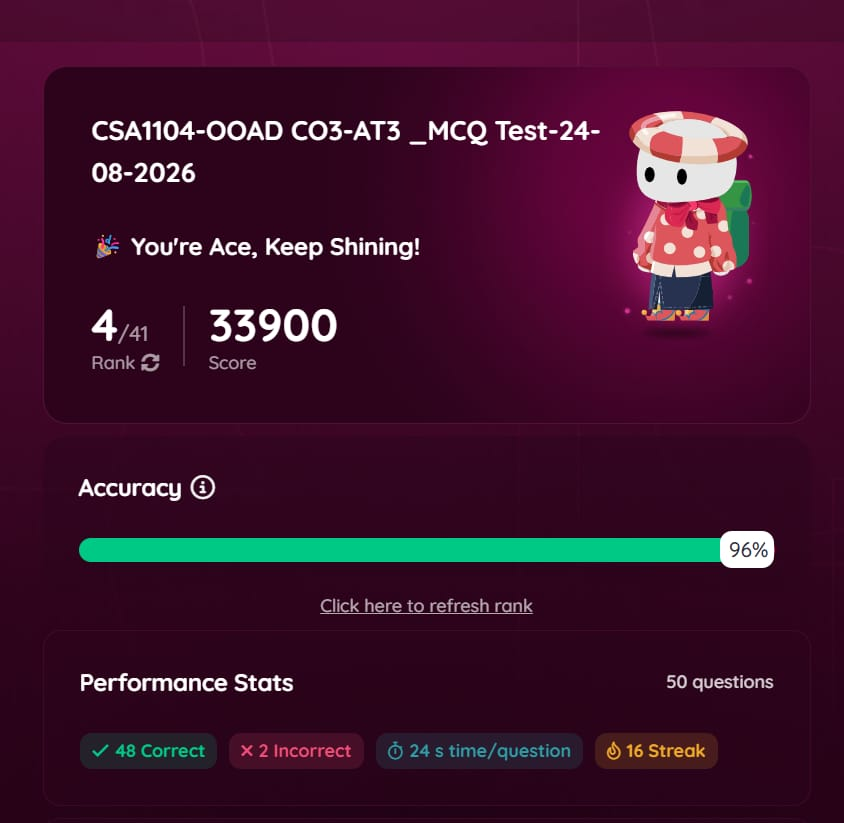 CSA1104-OOAD CO3-AT3 _MCQ Test-24-
08-2026
🎉 You're Ace, Keep Shining!
4/41
33900
Rank
Score
Accuracy
96%
Click here to refresh rank
Performance Stats
50 questions
48 Correct
2 Incorrect
24 s time/question
16 Streak